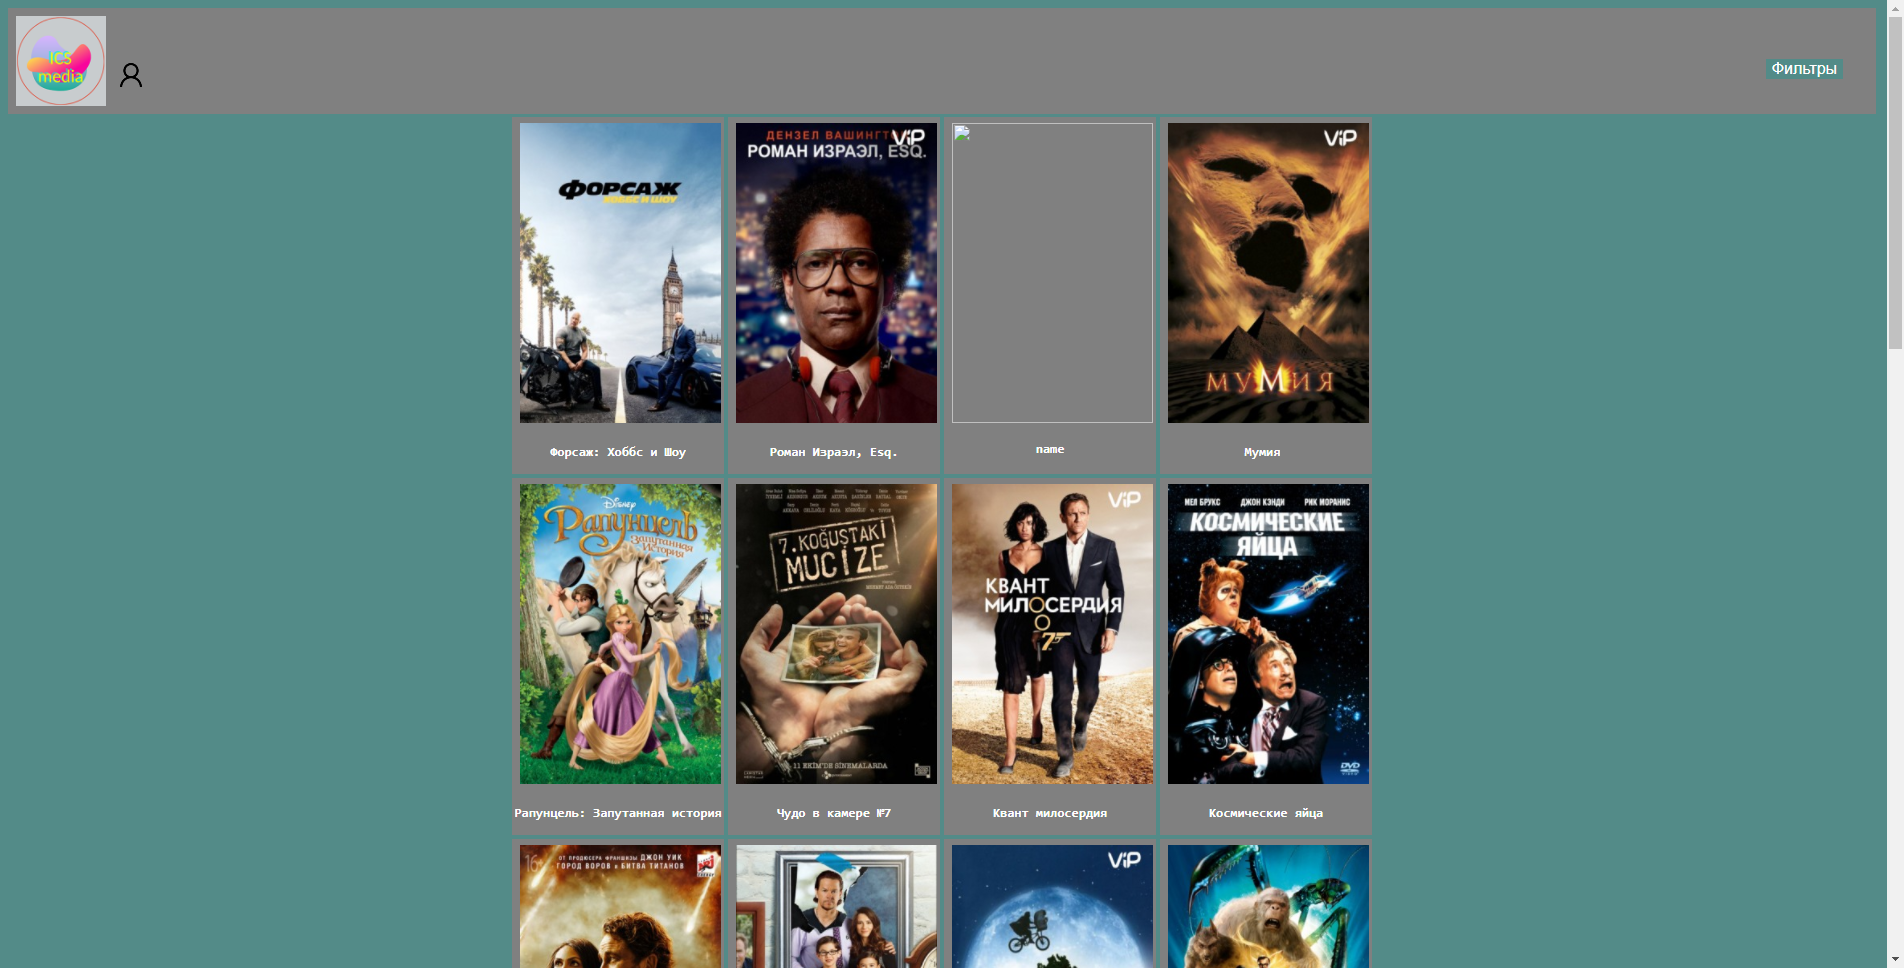 ICS
media
Фильтры
ФОРСАЖ
ХОББС И ШОУ
ДЕНЗЕЛ ВАШИНГТ
ViP
РОМАН ИЗРАЭЛ, ESQ.
ViP
МУМИЯ
Форсаж: Хоббс и Шоу
Роман Израэл, Esq.
name
Мумия
Disney
Рапунцель
Запутанная
История
7. KOĞUŞTAKİ
MUCİZE
11 EKİM'DE SİNEMALARDA
ViP
КВАНТ
МИЛОСЕРДИЯ
007
МЕЛ БРУКС ДЖОН КЭНДИ РИК МОРАНИС
КОСМИЧЕСКИЕ
ЯЙЦА
DVD
Рапунцель: Запутанная история
Чудо в камере №7
Квант милосердия
Космические яйца
16+
ОТ ПРОДЮСЕРА ФРАНШИЗЫ ДЖОН УИК
ГОРОД ВОРОВ и БИТВА ТИТАНОВ
NRJ
ViP